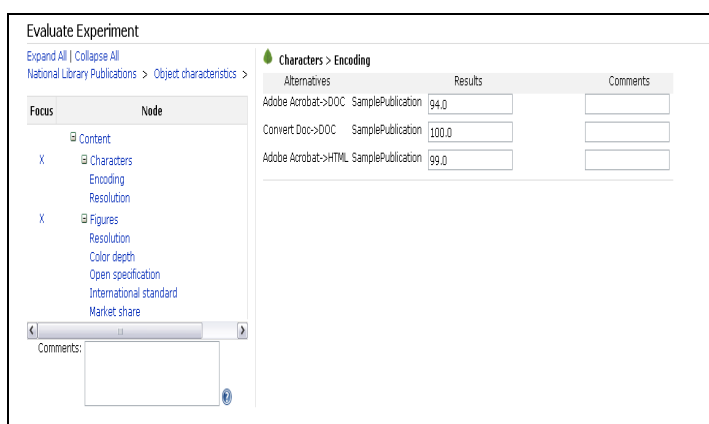 Evaluate Experiment
Expand All | Collapse All
National Library Publications > Object characteristics >
Focus Node
Content
X Characters
Encoding
Resolution
X Figures
Resolution
Color depth
Open specification
International standard
Market share
Comments:
Characters > Encoding
Alternatives Results Comments
Adobe Acrobat->DOC SamplePublication 94.0
Convert Doc->DOC SamplePublication 100.0
Adobe Acrobat->HTML SamplePublication 99.0